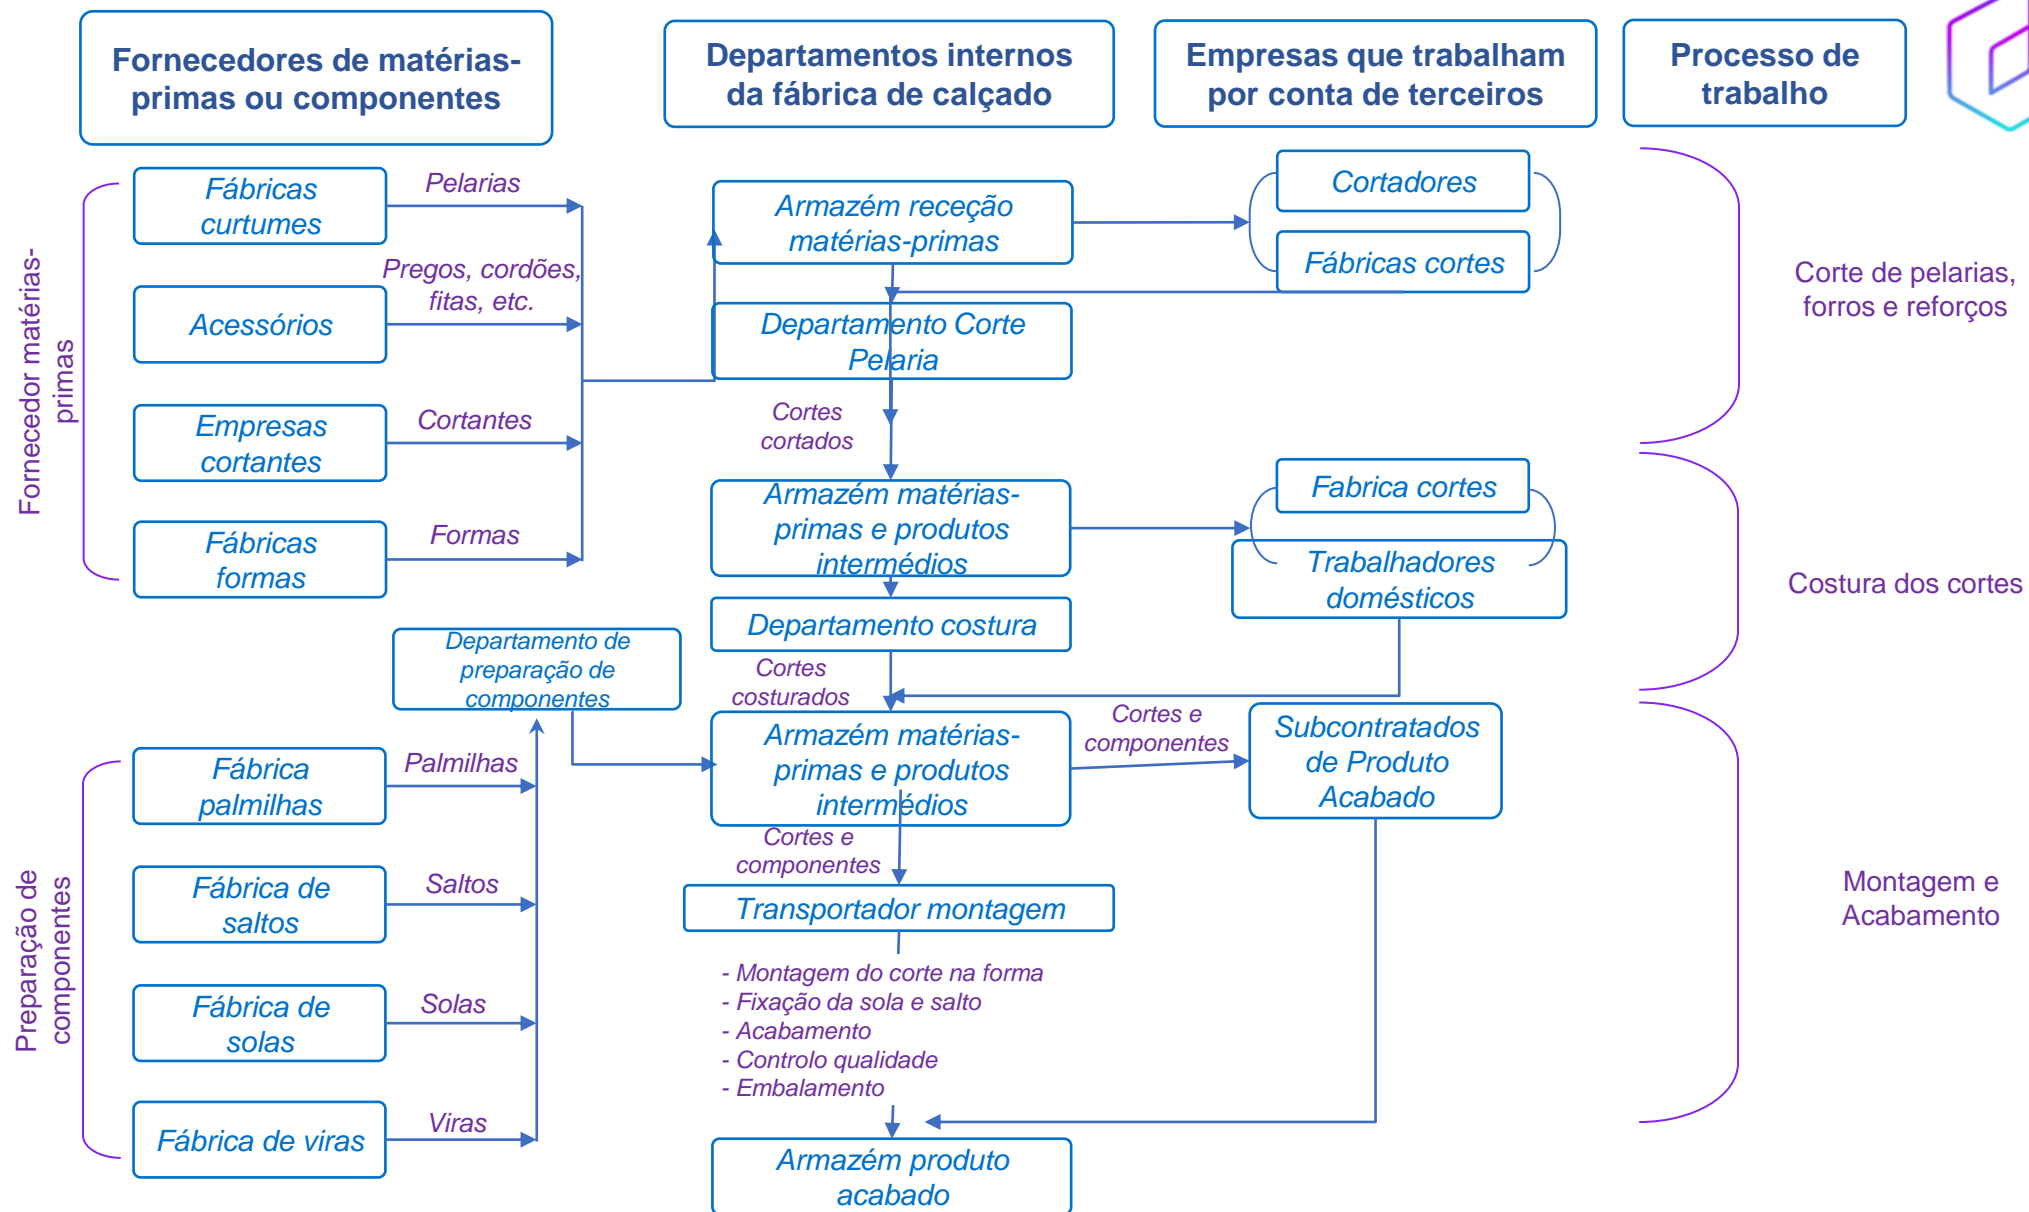 Fornecedores de matérias-
primas ou componentes
Departamentos internos
da fábrica de calçado
Empresas que trabalham
por conta de terceiros
Processo de
trabalho
Fornecedor matérias-
primas
Fábricas
curtumes
Pelarias
Acessórios
Pregos, cordões,
fitas, etc.
Empresas
cortantes
Cortantes
Fábricas
formas
Formas
Armazém receção
matérias-primas
Cortadores
Fábricas cortes
Corte de pelarias,
forros e reforços
Departamento Corte
Pelaria
Cortes
cortados
Armazém matérias-
primas e produtos
intermédios
Fabrica cortes
Trabalhadores
domésticos
Costura dos cortes
Departamento costura
Cortes
costurados
Departamento de
preparação de
componentes
Preparação de
componentes
Fábrica
palmilhas
Palmilhas
Fábrica de
saltos
Saltos
Fábrica de
solas
Solas
Fábrica de viras
Viras
Armazém matérias-
primas e produtos
intermédios
Cortes e
componentes
Subcontratados
de Produto
Acabado
Montagem e
Acabamento
Cortes e
componentes
Transportador montagem
- Montagem do corte na forma
- Fixação da sola e salto
- Acabamento
- Controlo qualidade
- Embalamento
Armazém produto
acabado